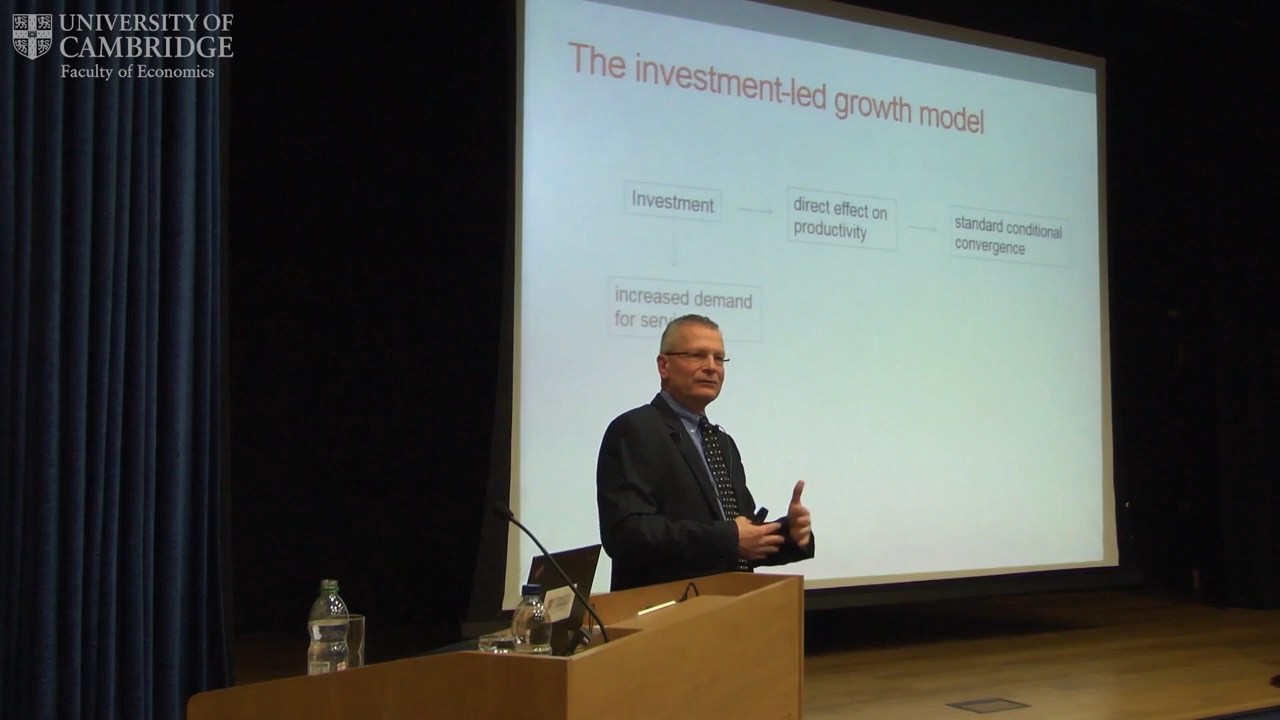 UNIVERSITY OF
CAMBRIDGE
Faculty of Economics
The investment-led growth model
Investment
direct effect on
productivity
standard conditional
convergence
increased demand
for